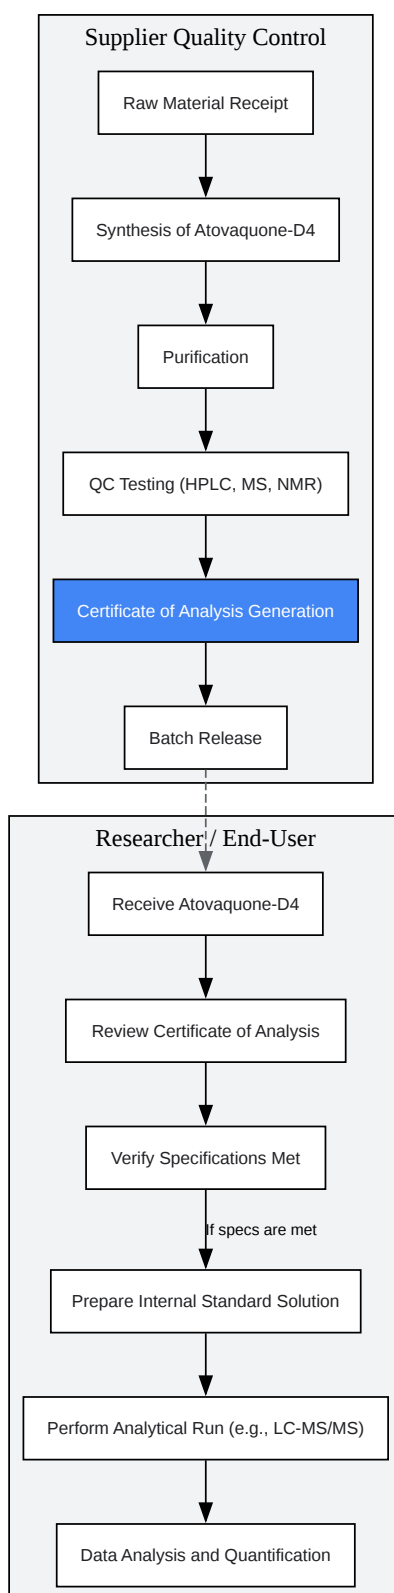 Supplier Quality Control
Raw Material Receipt
Synthesis of Atovaquone-D4
Purification
QC Testing (HPLC, MS, NMR)
Certificate of Analysis Generation
Batch Release
Researcher / End-User
Receive Atovaquone-D4
Review Certificate of Analysis
Verify Specifications Met
If specs are met
Prepare Internal Standard Solution
Perform Analytical Run (e.g., LC-MS/MS)
Data Analysis and Quantification